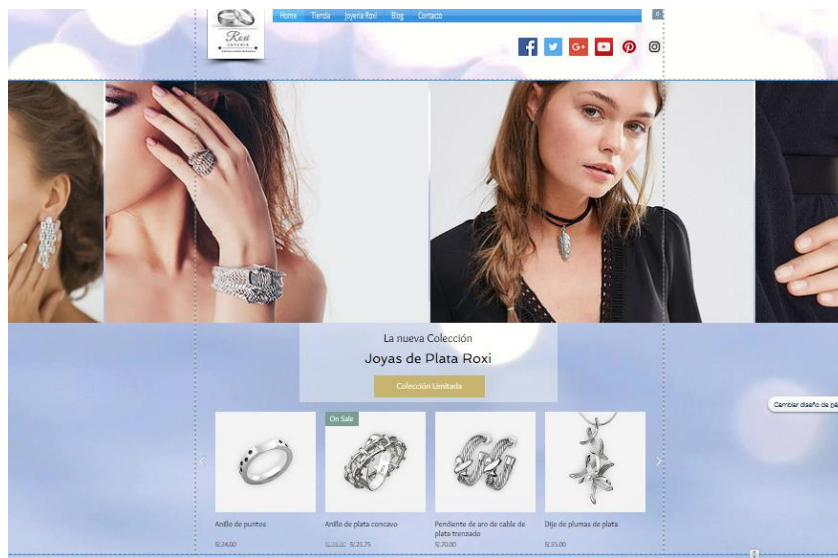 Home Tienda Joyería Roxi Blog Contacto
0
Roxi
JOYERIA
La nueva Colección
Joyas de Plata Roxi
Colección Limitada
Cambiar diseño de pá
On Sale
Anillo de puntos
S/.24.00
Anillo de plata concavo
S/.21.75
Pendiente de aro de cable de
plata trenzado
S/.70.00
Dije de plumas de plata
S/.55.00